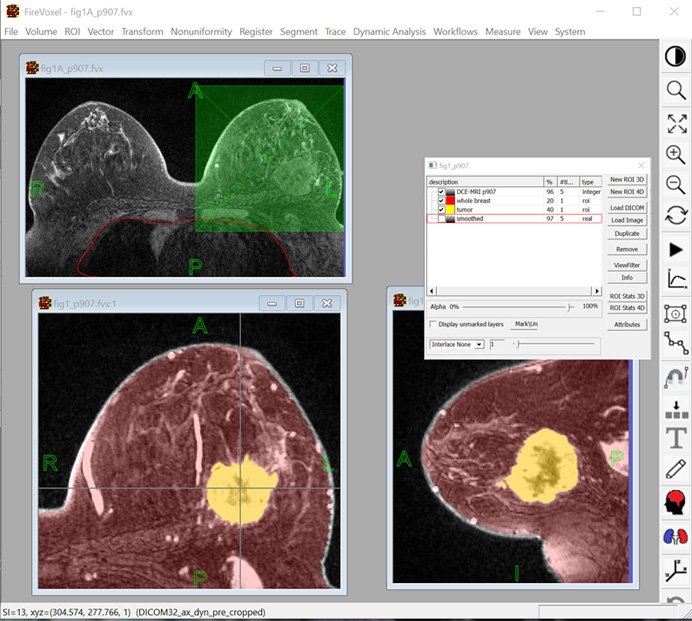 FireVoxel - fig1A_p907.fvx
File Volume ROI Vector Transform Nonuniformity Register Segment Trace Dynamic Analysis Workflows Measure View System
fig1A_p907.fvx
A
R
L
P
fig1_p907.
description % #ti... type
DCE-MRI p907 96 5 integer
whole breast 20 1 roi
tumor 40 1 roi
smoothed 97 5 real
Alpha 0% 100%
Display unmarked layers Mark\Un
Interlace None 1
New ROI 3D
New ROI 4D
Load DICOM
Load Image
Duplicate
Remove
ViewFilter
Info
ROI Stats 3D
ROI Stats 4D
Attributes
fig1_p907.fvx:1
A
R
L
P
fig1
A
P
I
T
SI=13, xyz=(304.574, 277.766, 1) (DICOM32_ax_dyn_pre_cropped)